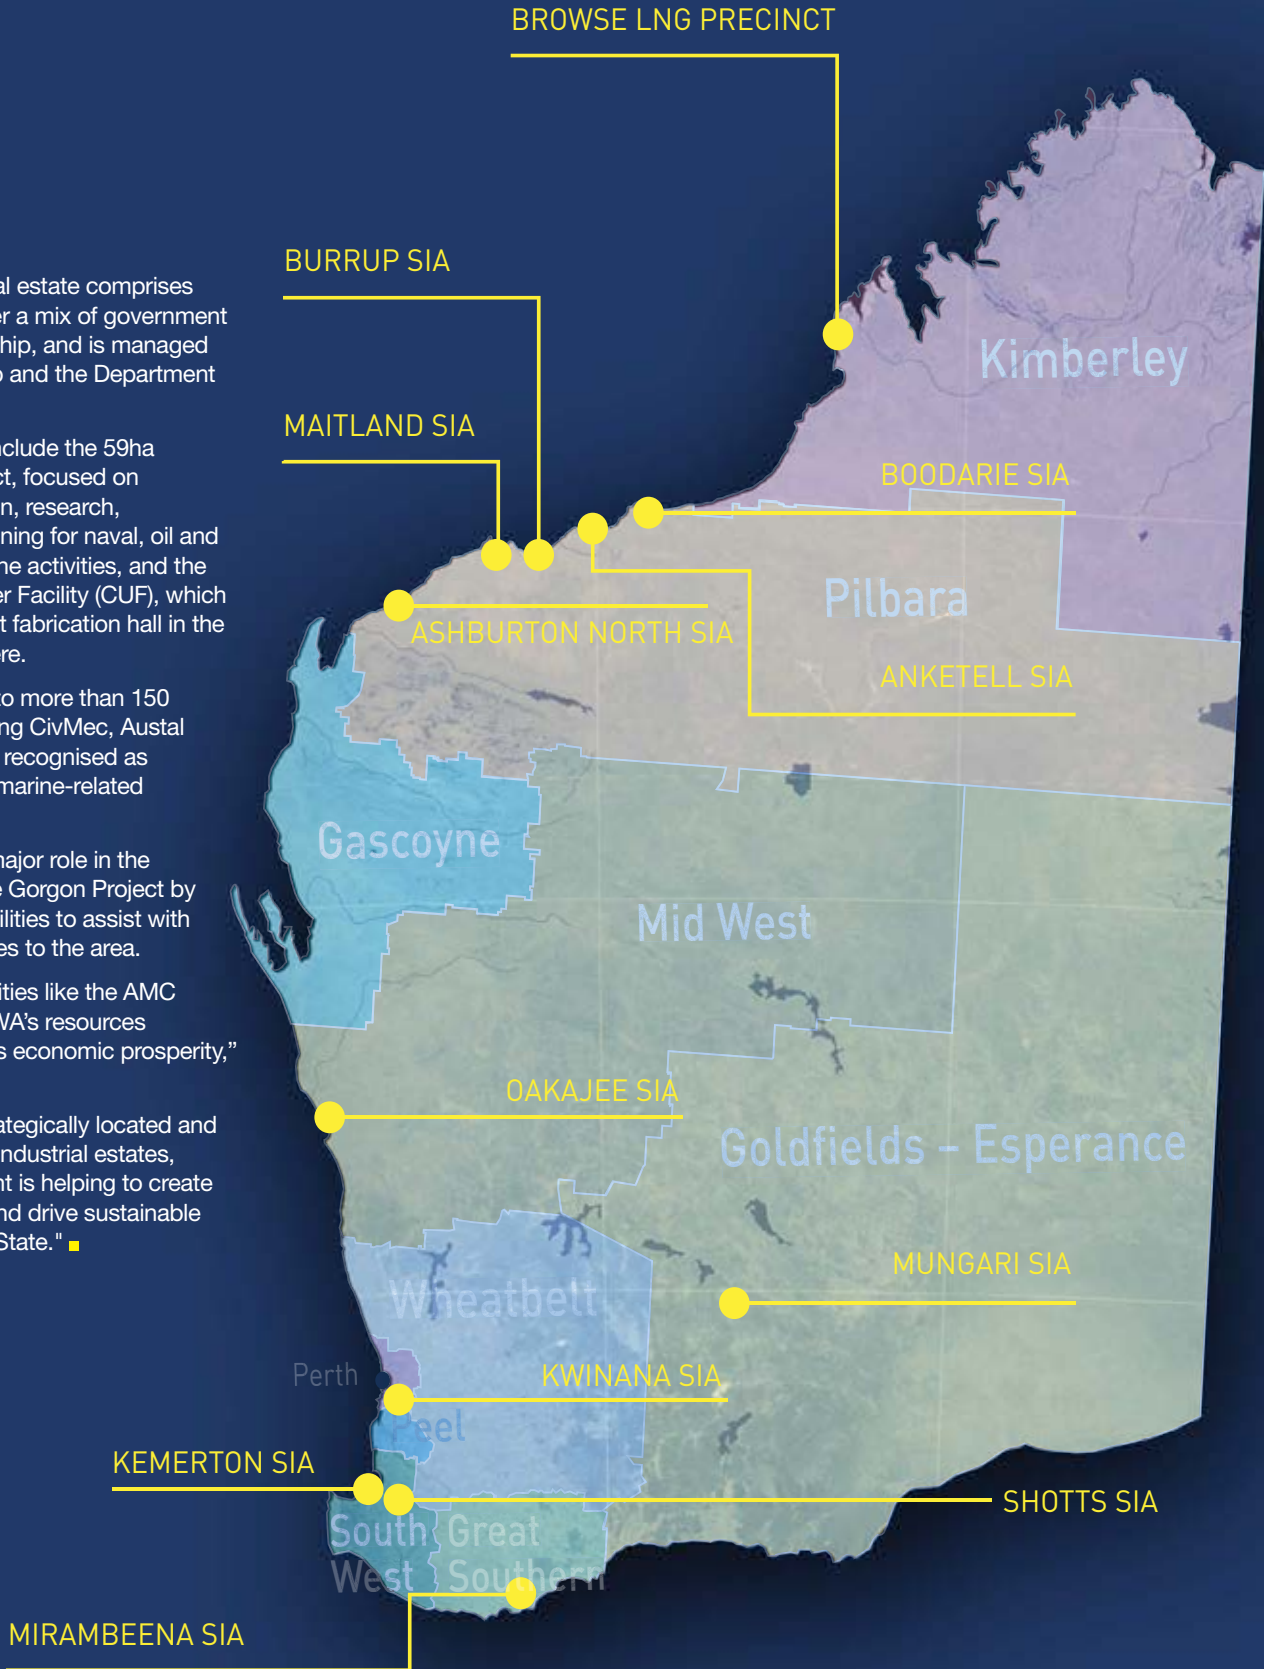 BROWSE LNG PRECINCT
BURRUP SIA
MAITLAND SIA
Kimberley
BOODARIE SIA
Pilbara
ASHBURTON NORTH SIA
ANKETELL SIA
Gascoyne
Mid West
OAKAJEE SIA
Goldfields – Esperance
MUNGARI SIA
Wheatbelt
Perth
KWINANA SIA
Peel
KEMERTON SIA
SHOTTS SIA
South
West
Great
Southern
MIRAMBEENA SIA
al estate comprises
er a mix of government
ship, and is managed
o and the Department
nclude the 59ha
ct, focused on
n, research,
ning for naval, oil and
ne activities, and the
er Facility (CUF), which
t fabrication hall in the
ere.
to more than 150
ng CivMec, Austal
recognised as
marine-related
major role in the
e Gorgon Project by
ilities to assist with
es to the area.
ities like the AMC
WA’s resources
s economic prosperity,”
ategically located and
industrial estates,
nt is helping to create
nd drive sustainable
State."